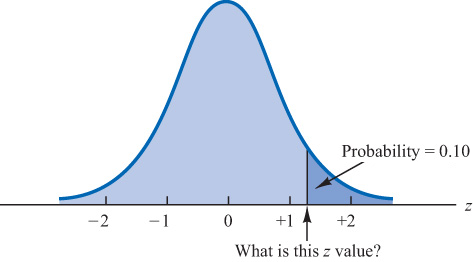 Probability = 0.10
−2 −1 0 +1 +2 z
What is this z value?